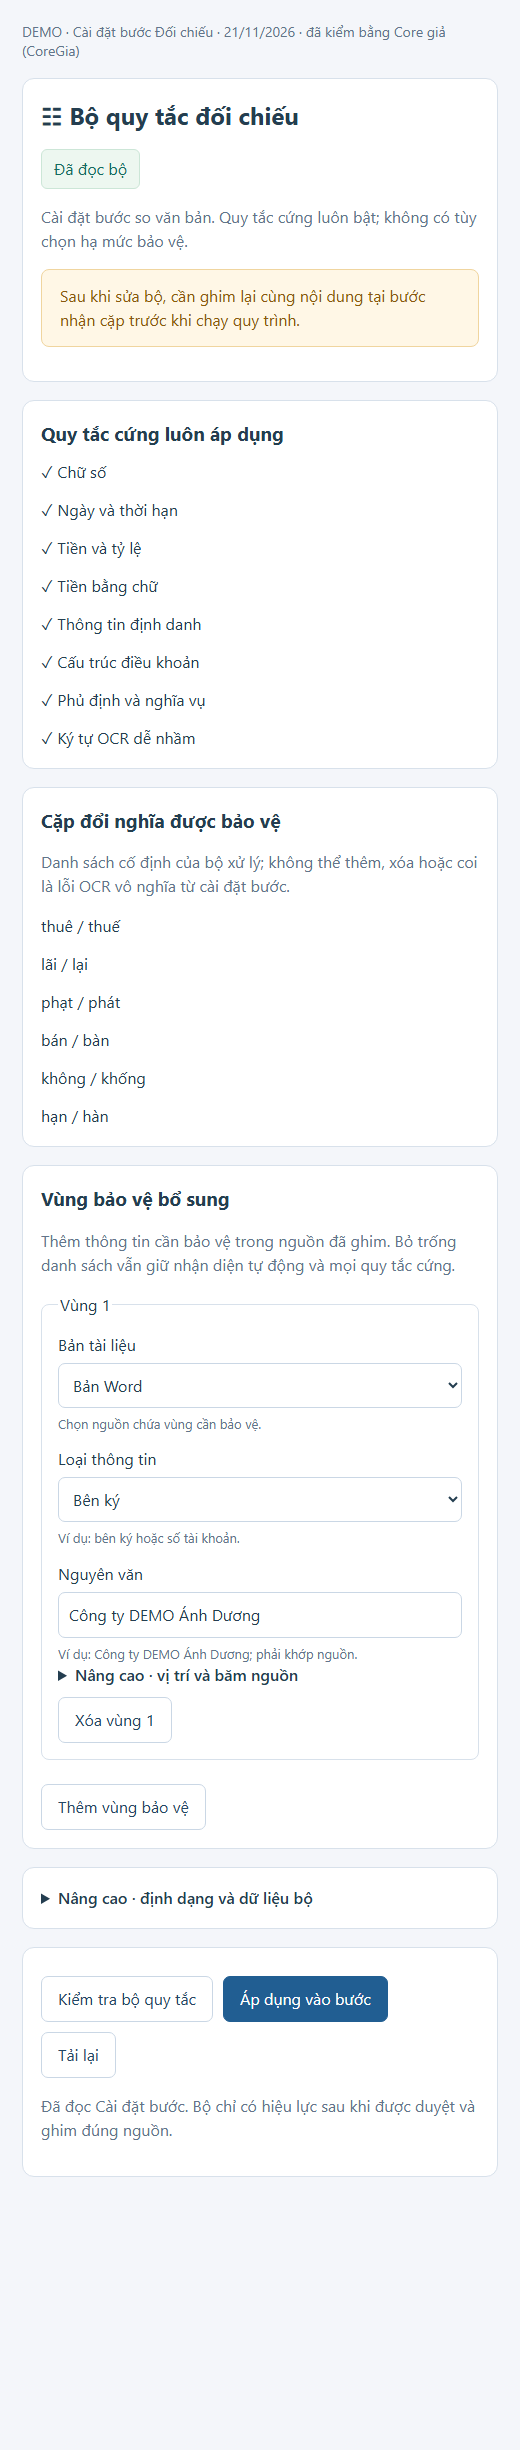 DEMO · Cài đặt bước Đối chiếu · 21/11/2026 · đã kiểm bằng Core giả
(CoreGia)
☷ Bộ quy tắc đối chiếu
Đã đọc bộ
Cài đặt bước so văn bản. Quy tắc cứng luôn bật; không có tùy
chọn hạ mức bảo vệ.
Sau khi sửa bộ, cần ghim lại cùng nội dung tại bước
nhận cặp trước khi chạy quy trình.
Quy tắc cứng luôn áp dụng
✓ Chữ số
✓ Ngày và thời hạn
✓ Tiền và tỷ lệ
✓ Tiền bằng chữ
✓ Thông tin định danh
✓ Cấu trúc điều khoản
✓ Phủ định và nghĩa vụ
✓ Ký tự OCR dễ nhầm
Cặp đổi nghĩa được bảo vệ
Danh sách cố định của bộ xử lý; không thể thêm, xóa hoặc coi
là lỗi OCR vô nghĩa từ cài đặt bước.
thuê / thuế
lãi / lại
phạt / phát
bán / bàn
không / khống
hạn / hàn
Vùng bảo vệ bổ sung
Thêm thông tin cần bảo vệ trong nguồn đã ghim. Bỏ trống
danh sách vẫn giữ nhận diện tự động và mọi quy tắc cứng.
Vùng 1
Bản tài liệu
Bản Word
Chọn nguồn chứa vùng cần bảo vệ.
Loại thông tin
Bên ký
Ví dụ: bên ký hoặc số tài khoản.
Nguyên văn
Công ty DEMO Ánh Dương
Ví dụ: Công ty DEMO Ánh Dương; phải khớp nguồn.
▶ Nâng cao · vị trí và băm nguồn
Xóa vùng 1
Thêm vùng bảo vệ
▶ Nâng cao · định dạng và dữ liệu bộ
Kiểm tra bộ quy tắc
Áp dụng vào bước
Tải lại
Đã đọc Cài đặt bước. Bộ chỉ có hiệu lực sau khi được duyệt và
ghim đúng nguồn.